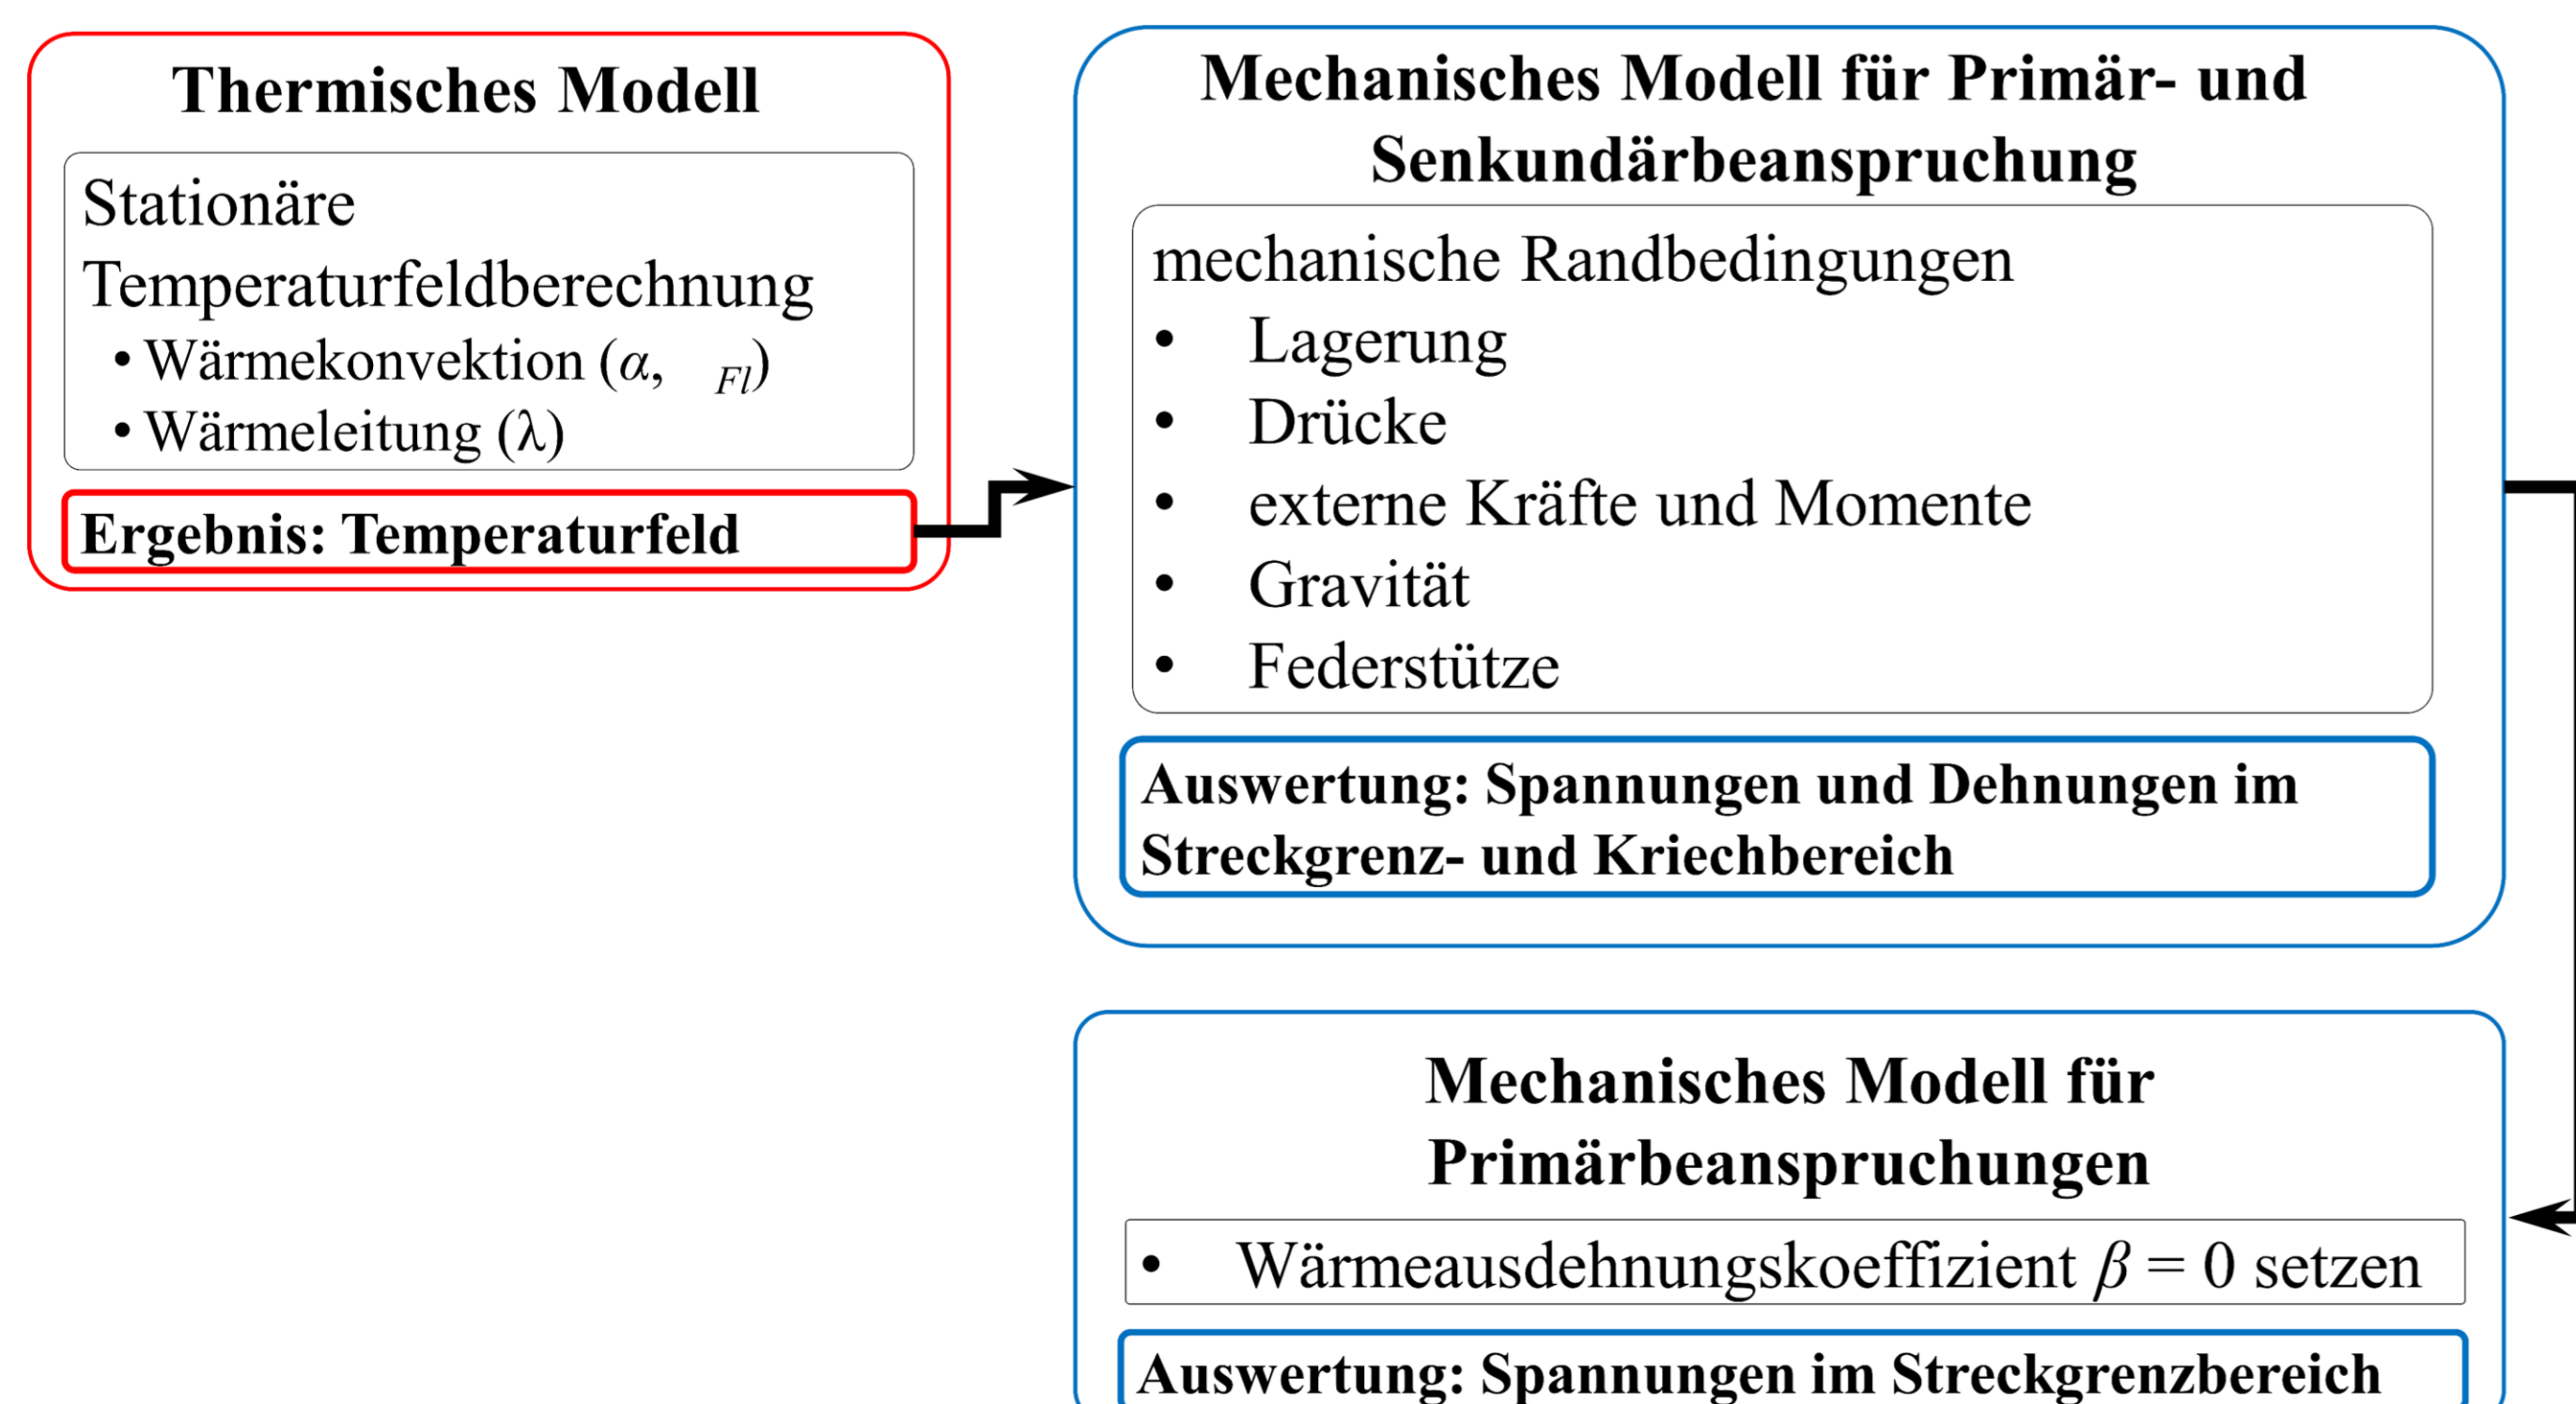 Thermisches Modell
Stationäre
Temperaturfeldberechnung
• Wärmekonvektion (α, Fl)
• Wärmeleitung (λ)
Ergebnis: Temperaturfeld
Mechanisches Modell für Primär- und
Senkundärbeanspruchung
mechanische Randbedingungen
• Lagerung
• Drücke
• externe Kräfte und Momente
• Gravität
• Federstütze
Auswertung: Spannungen und Dehnungen im
Streckgrenz- und Kriechbereich
Mechanisches Modell für
Primärbeanspruchungen
• Wärmeausdehnungskoeffizient β = 0 setzen
Auswertung: Spannungen im Streckgrenzbereich